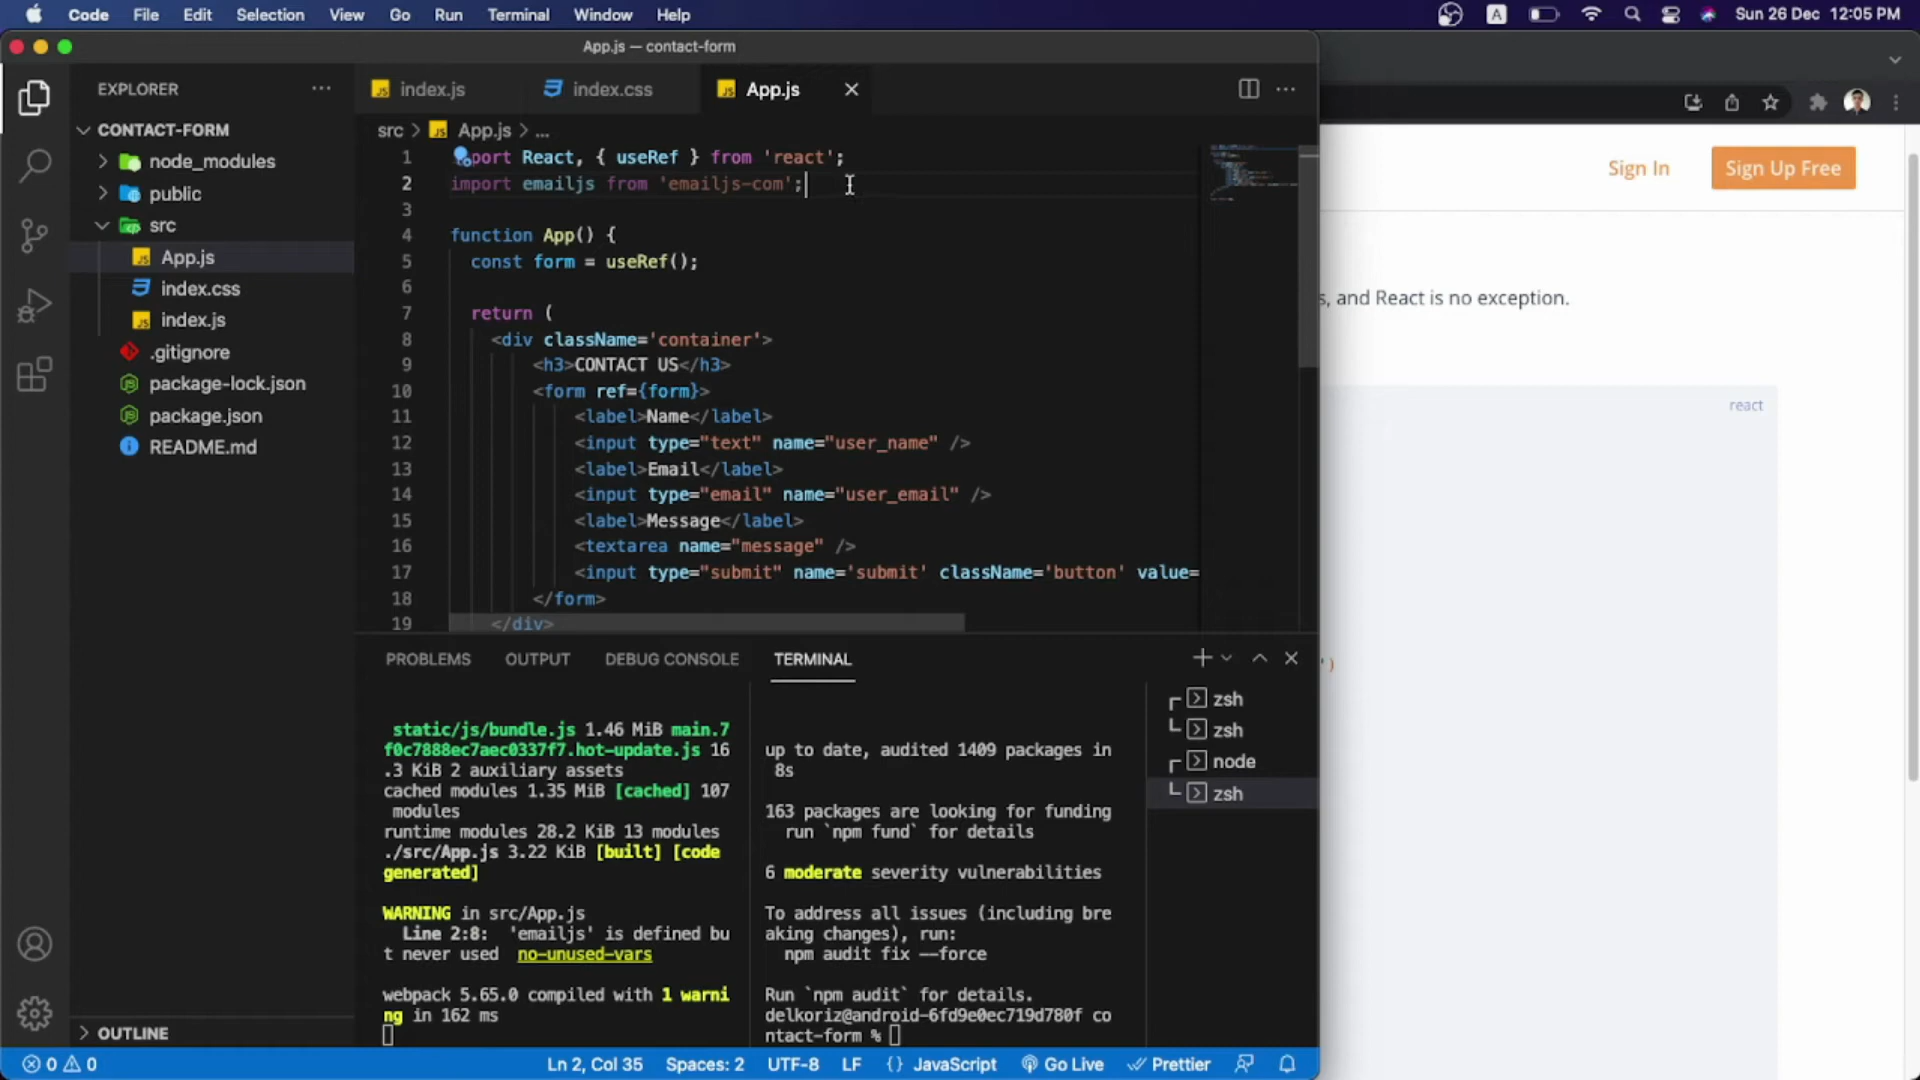 Code File Edit Selection View Go Run Terminal Window Help
A
Sun 26 Dec 12:05 PM
App.js — contact-form
EXPLORER
index.js
index.css
App.js
CONTACT-FORM
node_modules
public
src
App.js
index.css
index.js
.gitignore
package-lock.json
package.json
README.md
OUTLINE
src > App.js > ...
1 port React, { useRef } from 'react';
2 import emailjs from 'emailjs-com';
3
4 function App() {
5 const form = useRef();
6
7 return (
8 <div className='container'>
9 <h3>CONTACT US</h3>
10 <form ref={form}>
11 <label>Name</label>
12 <input type="text" name="user_name" />
13 <label>Email</label>
14 <input type="email" name="user_email" />
15 <label>Message</label>
16 <textarea name="message" />
17 <input type="submit" name='submit' className='button' value=
18 </form>
19 </div>
PROBLEMS OUTPUT DEBUG CONSOLE TERMINAL
static/js/bundle.js 1.46 MiB main.7
f0c7888ec7aec0337f7.hot-update.js 16
.3 KiB 2 auxiliary assets
cached modules 1.35 MiB [cached] 107
modules
runtime modules 28.2 KiB 13 modules
./src/App.js 3.22 KiB [built] [code
generated]
WARNING in src/App.js
Line 2:8: 'emailjs' is defined bu
t never used no-unused-vars
webpack 5.65.0 compiled with 1 warni
ng in 162 ms
up to date, audited 1409 packages in
8s
163 packages are looking for funding
run `npm fund` for details
6 moderate severity vulnerabilities
To address all issues (including bre
aking changes), run:
npm audit fix --force
Run `npm audit` for details.
delkoriz@android-6fd9e0ec719d780f co
ntact-form %
zsh
zsh
node
zsh
0 0
Ln 2, Col 35
Spaces: 2
UTF-8
LF
{} JavaScript
Go Live
Prettier
Sign In
Sign Up Free
s, and React is no exception.
react
')